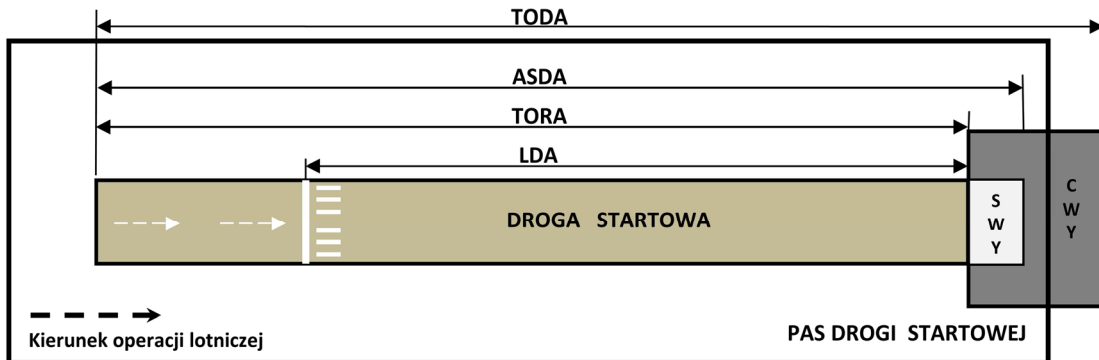 TODA
ASDA
TORA
LDA
DROGA STARTOWA
S
W
Y
C
W
Y
Kierunek operacji lotniczej
PAS DROGI STARTOWEJ